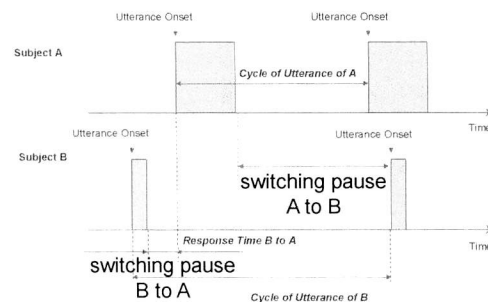 Utterance Onset
Utterance Onset
Subject A
Cycle of Utterance of A
Time
Utterance Onset
Utterance Onset
Subject B
switching pause
A to B
Response Time B to A
Time
switching pause
B to A
Cycle of Utterance of B